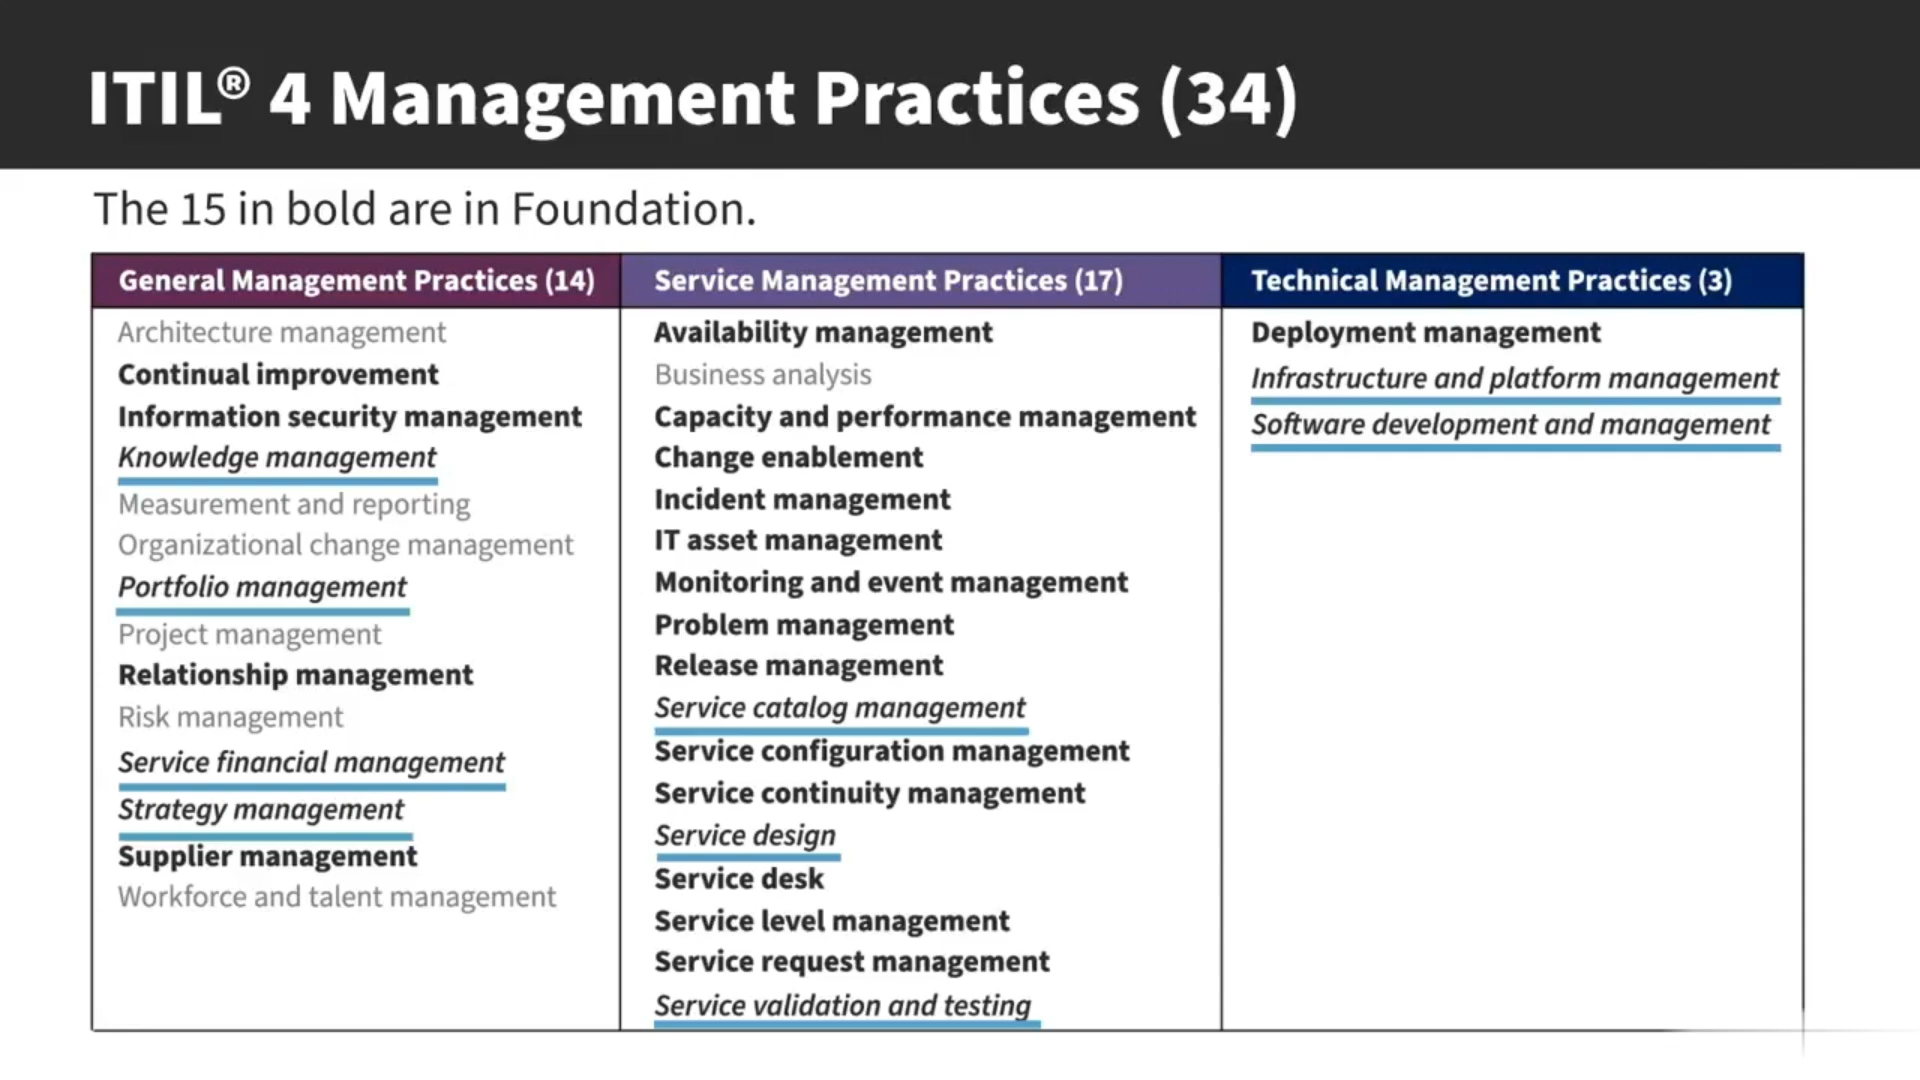 ITIL® 4 Management Practices (34)
The 15 in bold are in Foundation.
General Management Practices (14)
Architecture management
Continual improvement
Information security management
Knowledge management
Measurement and reporting
Organizational change management
Portfolio management
Project management
Relationship management
Risk management
Service financial management
Strategy management
Supplier management
Workforce and talent management
Service Management Practices (17)
Availability management
Business analysis
Capacity and performance management
Change enablement
Incident management
IT asset management
Monitoring and event management
Problem management
Release management
Service catalog management
Service configuration management
Service continuity management
Service design
Service desk
Service level management
Service request management
Service validation and testing
Technical Management Practices (3)
Deployment management
Infrastructure and platform management
Software development and management